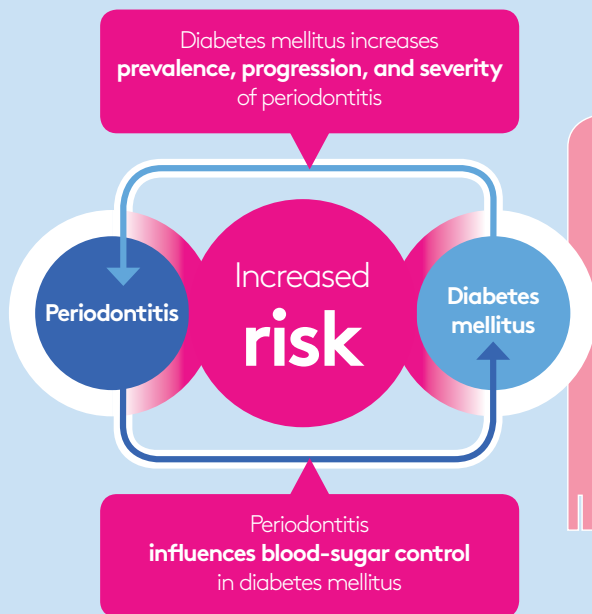 Diabetes mellitus increases
prevalence, progression, and severity
of periodontitis
Increased
risk
Periodontitis
Diabetes
mellitus
Periodontitis
influences blood-sugar control
in diabetes mellitus